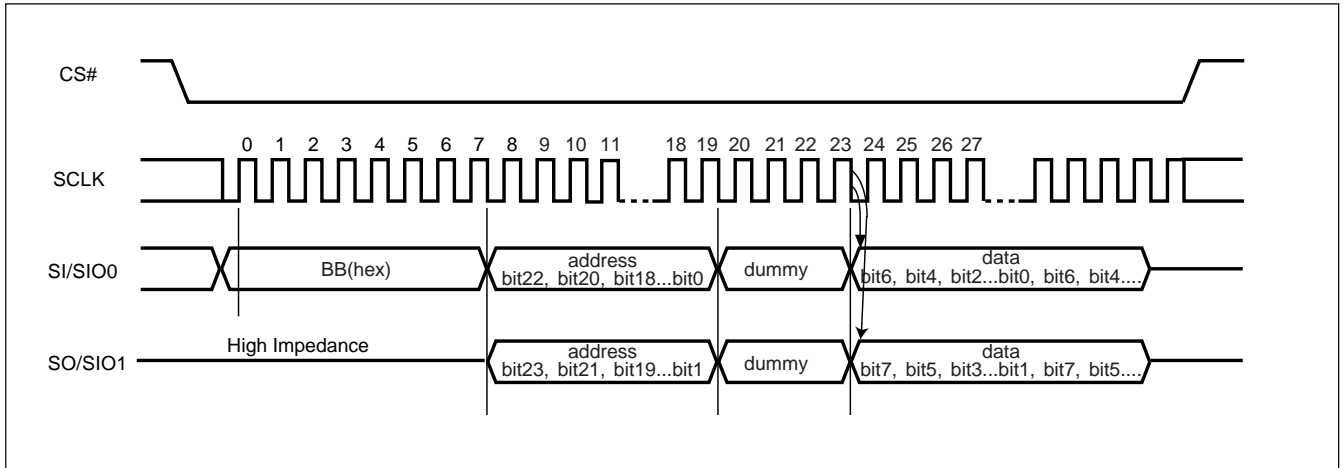 CS#
0 1 2 3 4 5 6 7 8 9 10 11 18 19 20 21 22 23 24 25 26 27
SCLK
SI/SIO0
BB(hex)
address
bit22, bit20, bit18...bit0
dummy
data
bit6, bit4, bit2...bit0, bit6, bit4....
High Impedance
SO/SIO1
address
bit23, bit21, bit19...bit1
dummy
data
bit7, bit5, bit3...bit1, bit7, bit5....